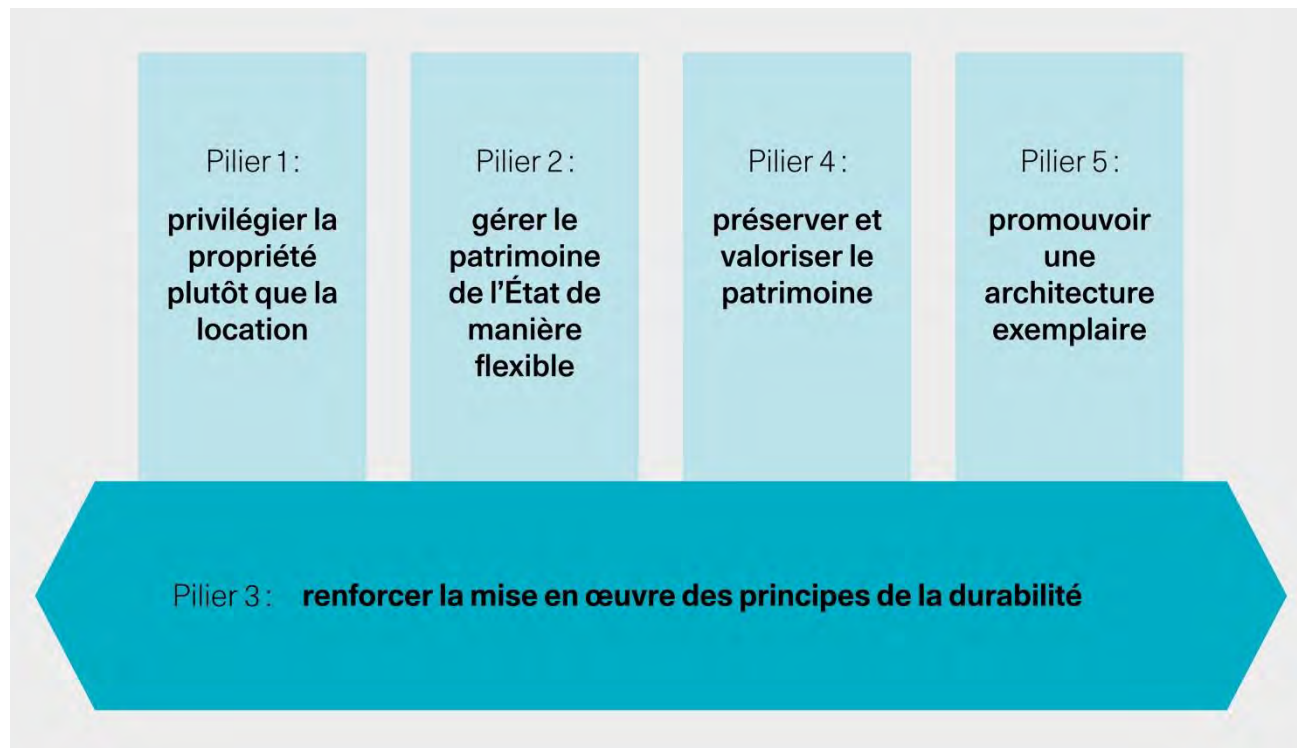 Pilier 1 :
privilégier la
propriété
plutôt que la
location
Pilier 2 :
gérer le
patrimoine
de l’État de
manière
flexible
Pilier 4 :
préserver et
valoriser le
patrimoine
Pilier 5 :
promouvoir
une
architecture
exemplaire
Pilier 3 : renforcer la mise en œuvre des principes de la durabilité